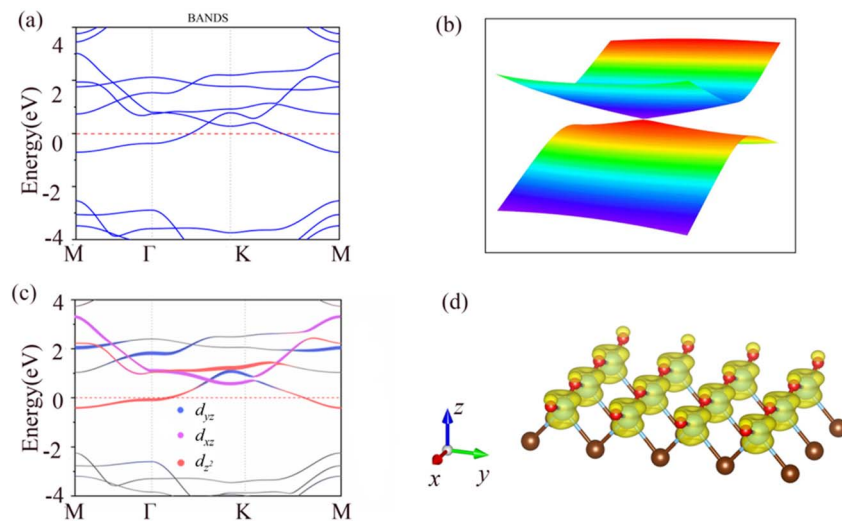 (a)
BANDS
Energy(eV)
4
2
0
-2
-4
M Γ K M
(b)
(c)
Energy(eV)
4
2
0
-2
-4
d_yz
d_xz
d_z²
M Γ K M
(d)
z
x
y